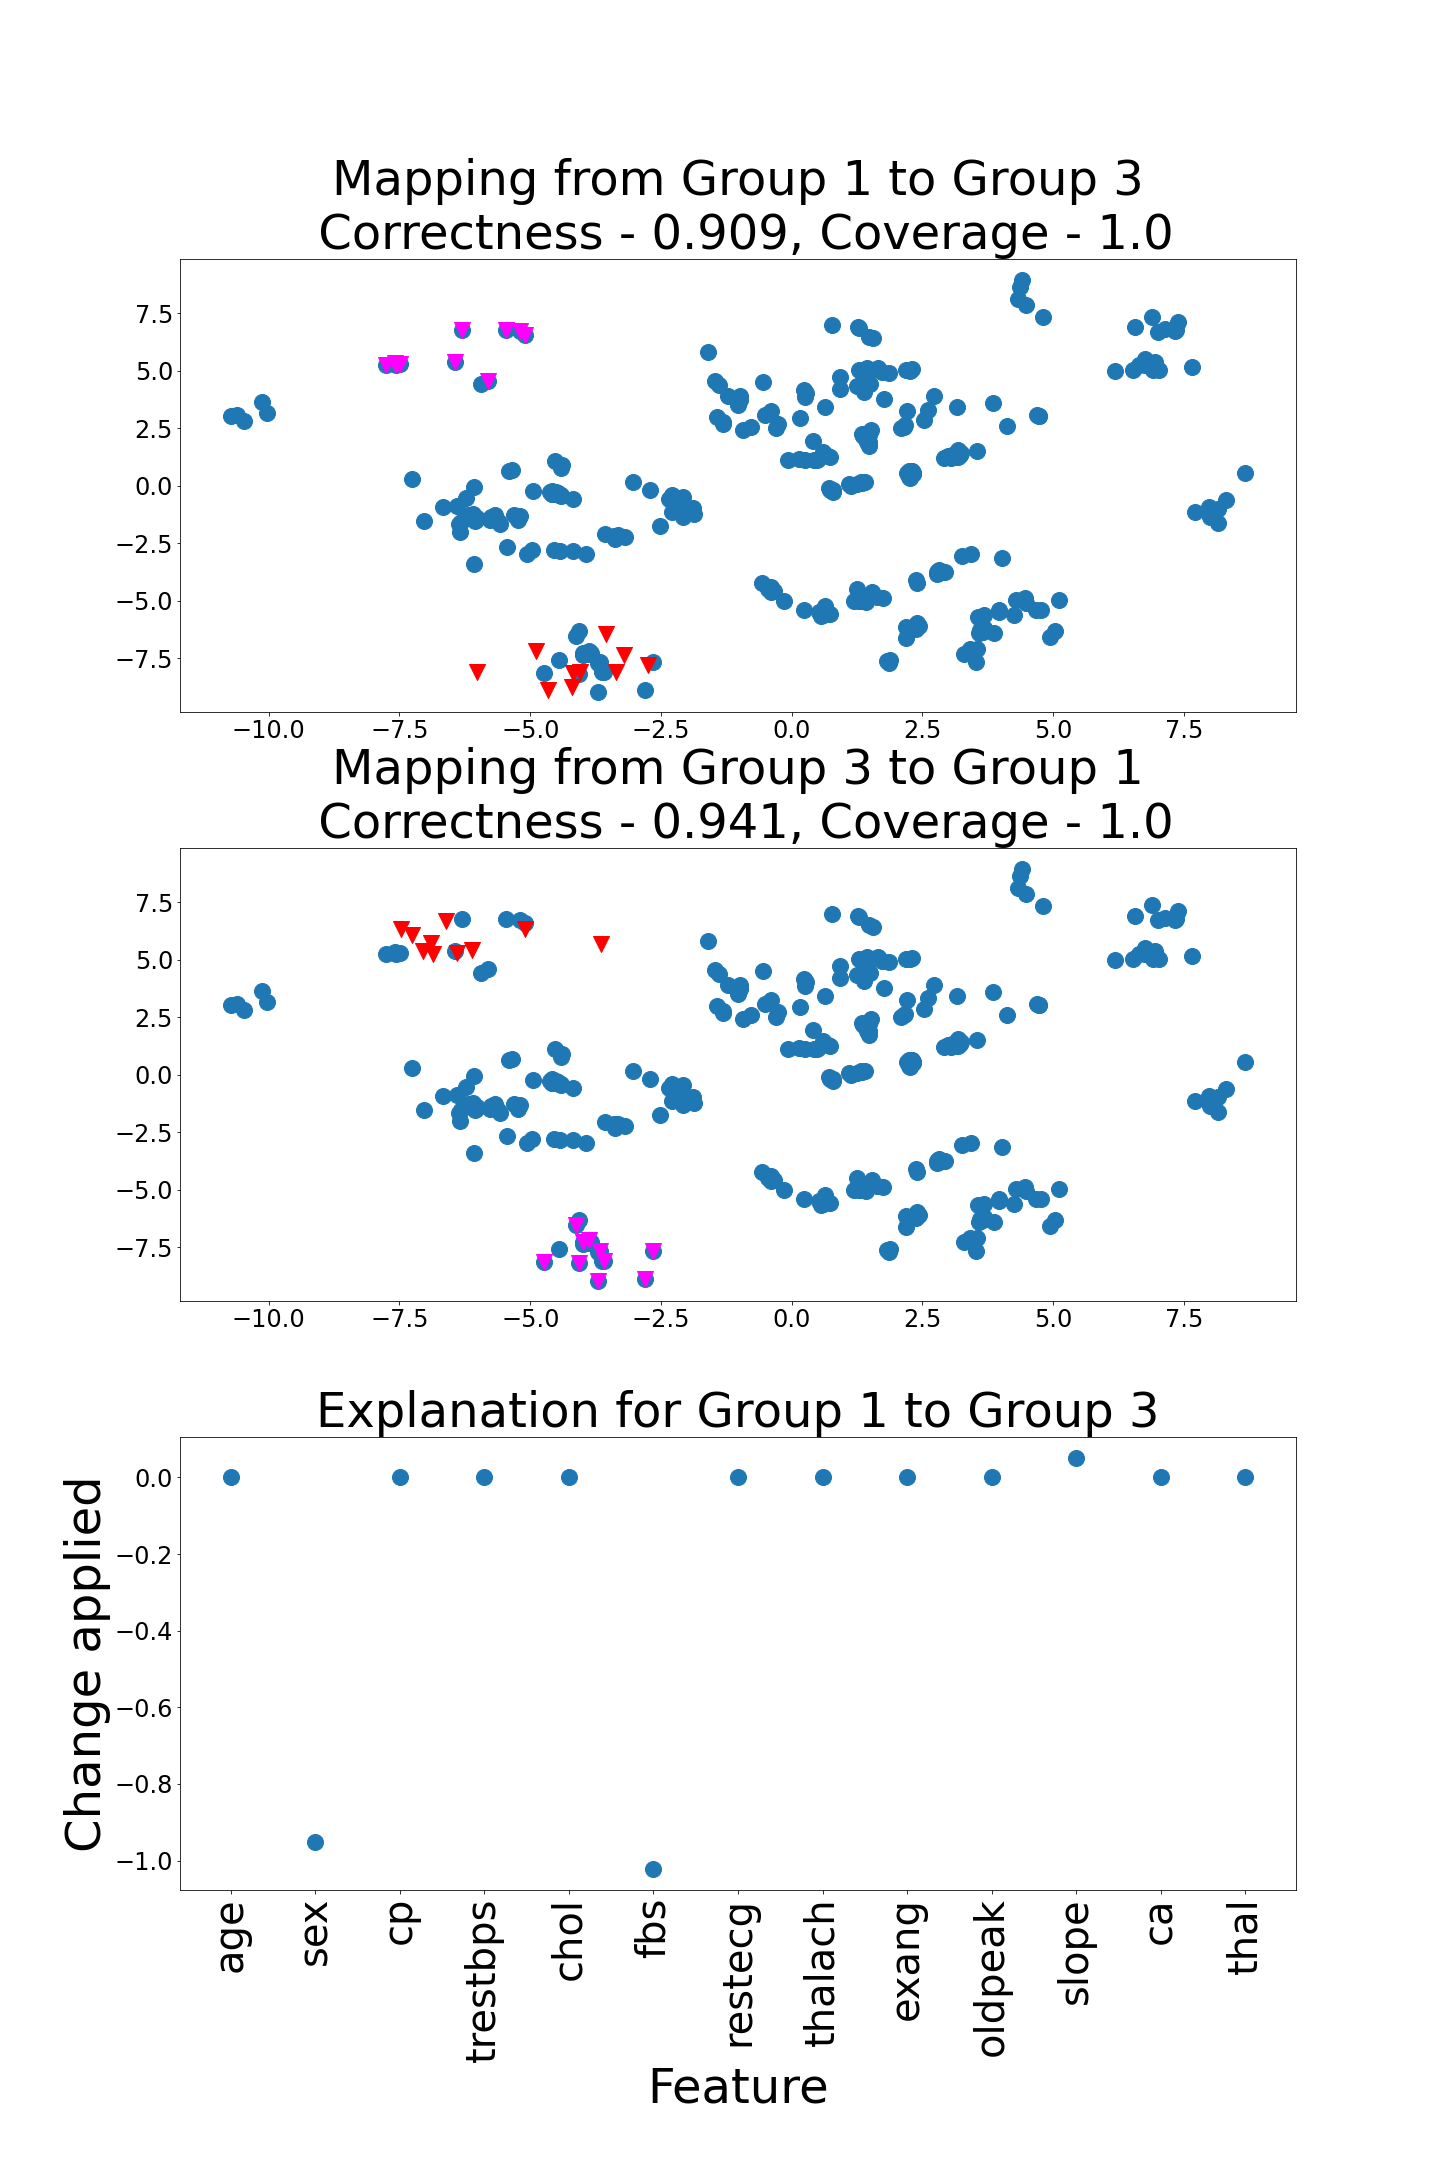 Mapping from Group 1 to Group 3
Correctness - 0.909, Coverage - 1.0
7.5
5.0
2.5
0.0
−2.5
−5.0
−7.5
−10.0 −7.5 −5.0 −2.5 0.0 2.5 5.0 7.5
Mapping from Group 3 to Group 1
Correctness - 0.941, Coverage - 1.0
7.5
5.0
2.5
0.0
−2.5
−5.0
−7.5
−10.0 −7.5 −5.0 −2.5 0.0 2.5 5.0 7.5
Explanation for Group 1 to Group 3
Change applied
0.0
−0.2
−0.4
−0.6
−0.8
−1.0
age sex cp trestbps chol fbs restecg thalach exang oldpeak slope ca thal
Feature